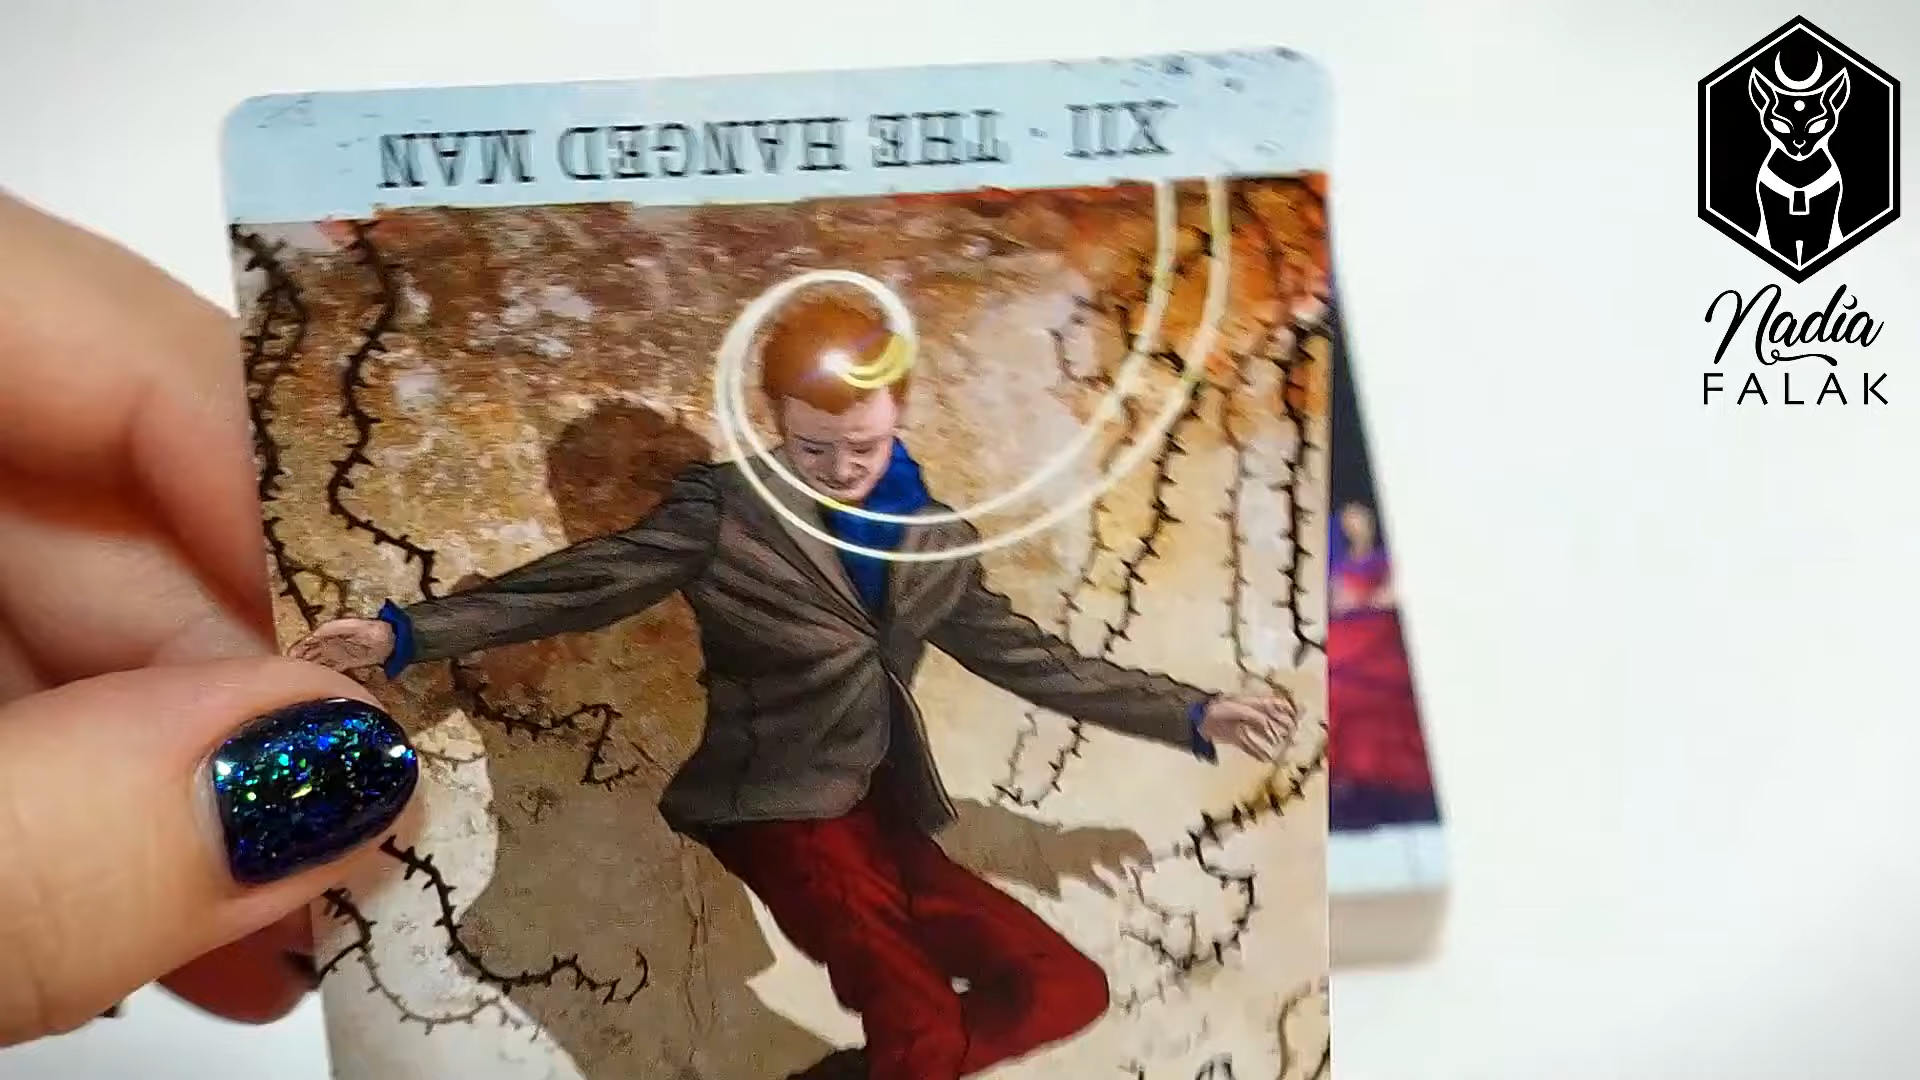 XII · THE HANGED MAN
Nadia
FALAK